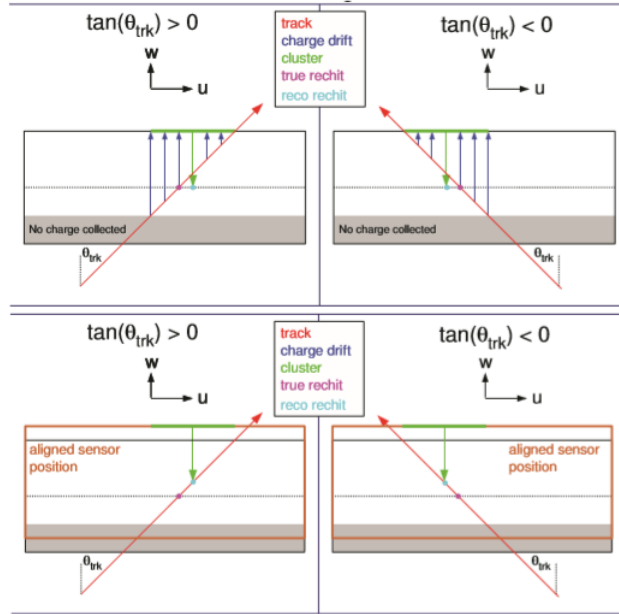 tan(θtrk) > 0
w
u
track
charge drift
cluster
true rechit
reco rechit
tan(θtrk) < 0
w
u
No charge collected
θtrk
No charge collected
θtrk
tan(θtrk) > 0
w
u
track
charge drift
cluster
true rechit
reco rechit
tan(θtrk) < 0
w
u
aligned sensor
position
θtrk
aligned sensor
position
θtrk